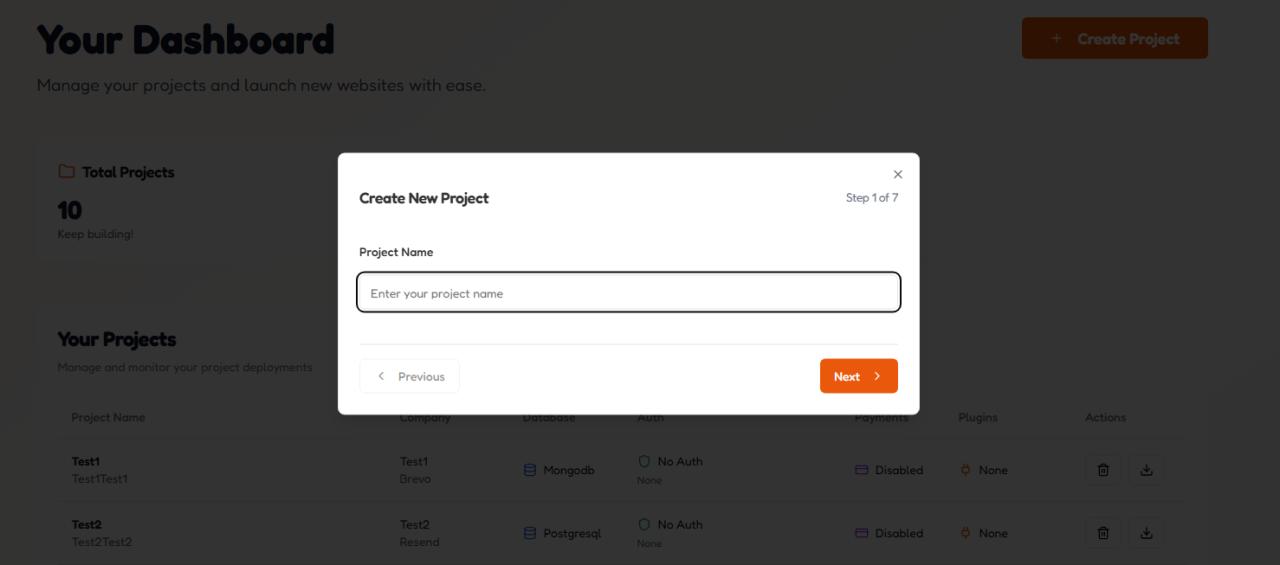 Your Dashboard
+ Create Project
Manage your projects and launch new websites with ease.
Total Projects
10
Keep building!
Create New Project
Step 1 of 7
Project Name
Enter your project name
Previous
Next
Your Projects
Manage and monitor your project deployments
Project Name Company Database Auth Payments Plugins Actions
Test1 Test1 Mongodb No Auth Disabled None
Test1Test1 Brevo None
Test2 Test2 Postgresql No Auth Disabled None
Test2Test2 Resend None